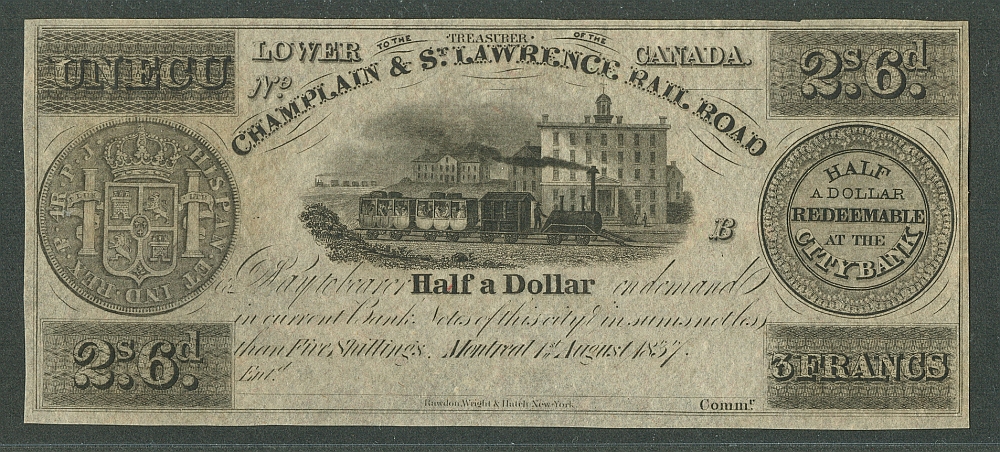 UN ECU
LOWER TO THE TREASURER OF THE CANADA.
2s. 6d.
No
CHAMPLAIN & St. LAWRENCE RAIL ROAD
HISPAN. ET IND. REX.
PLUS ULTRA
B
HALF
A DOLLAR
REDEEMABLE
AT THE
CITY BANK
Pay to bearer Half a Dollar on demand
in current Bank Notes of this city in sums not less
than Five Shillings. Montreal 1st August 1837.
2s. 6d.
Entd.
3 FRANCS
Rawdon, Wright & Hatch New-York
Commr.